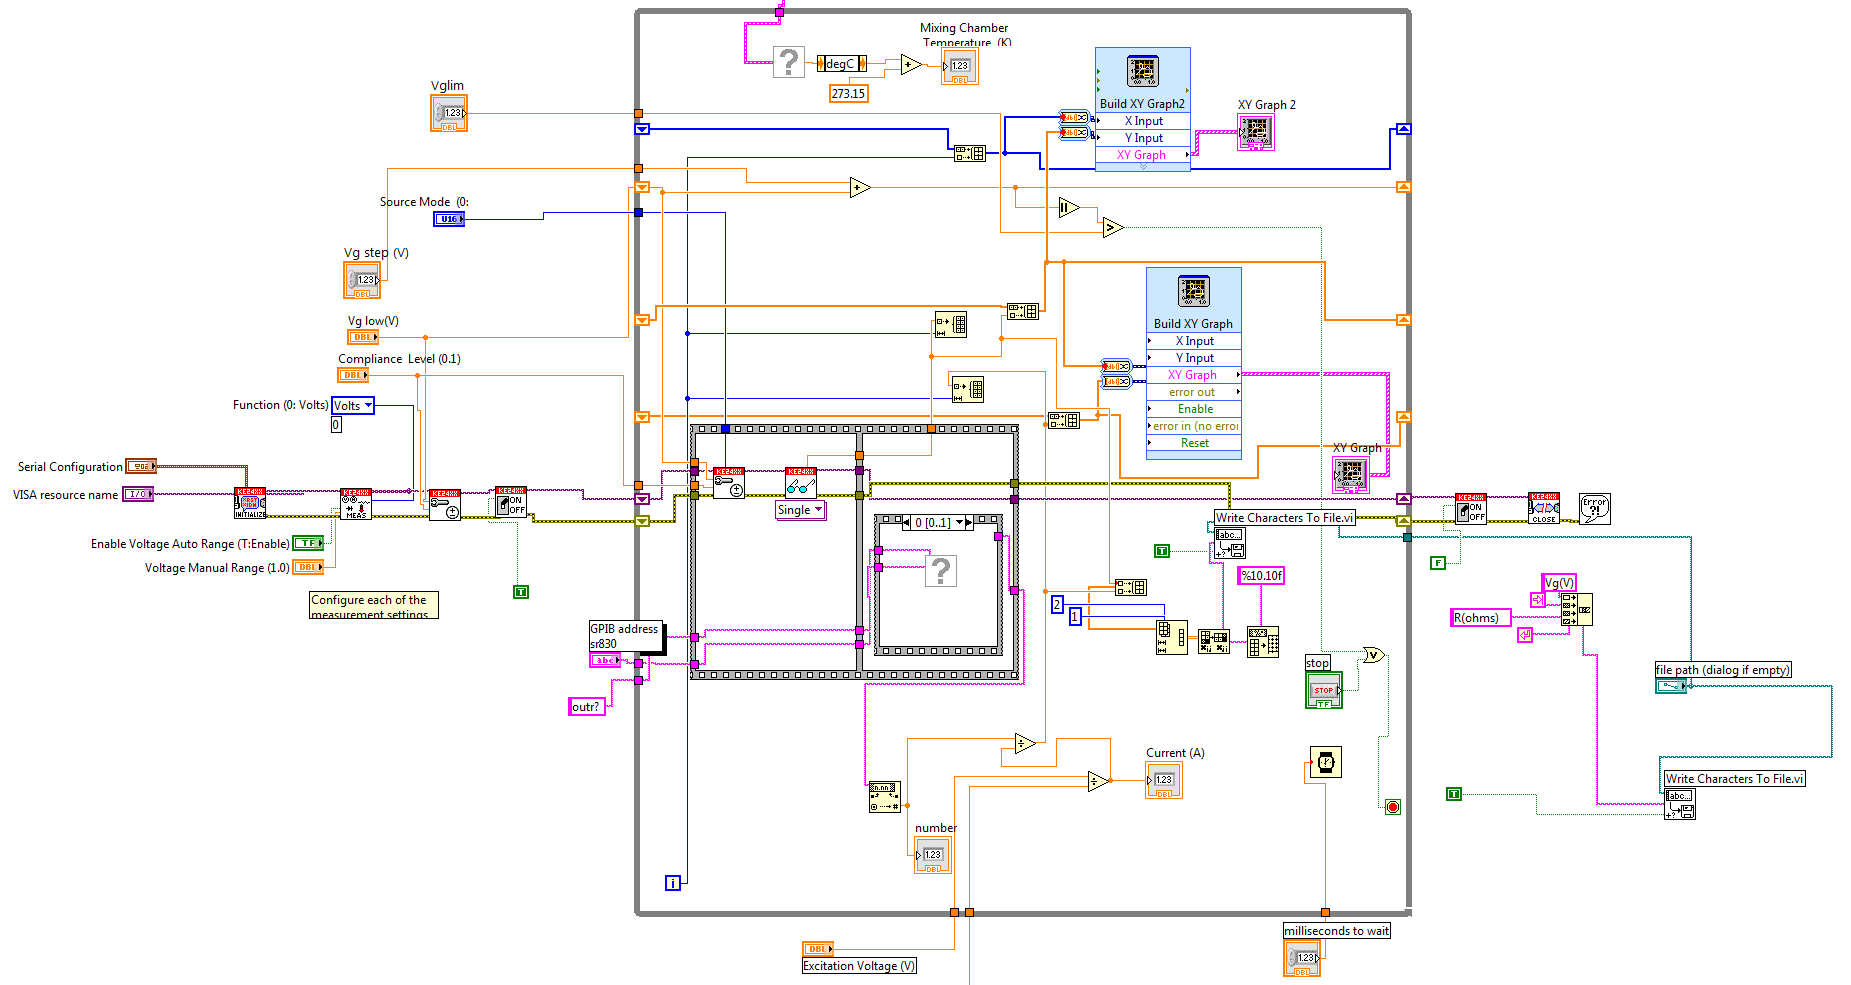 Mixing Chamber
Temperature (K)
?
degC
1.23
DBL
273.15
Vglim
1.23
DBL
Build XY Graph2
X Input
Y Input
XY Graph
XY Graph 2
Source Mode (0:
U16
Vg step (V)
1.23
DBL
Vg low(V)
DBL
Compliance Level (0.1)
DBL
Function (0: Volts)
Volts
0
Build XY Graph
X Input
Y Input
XY Graph
error out
Enable
error in (no error
Reset
XY Graph
Serial Configuration
VISA resource name
I/O
KE24XX
INITIALIZE
KE24XX
MEAS
KE24XX
KE24XX
ON
OFF
KE24XX
KE24XX
Single
Enable Voltage Auto Range (T:Enable)
TF
Voltage Manual Range (1.0)
DBL
T
Configure each of the
measurement settings
0 [0..1]
?
GPIB address
sr830
abc
outr?
Write Characters To File.vi
abc...
T
%10.10f
2
1
KE24XX
ON
OFF
KE24XX
CLOSE
Error
?!
F
Vg(V)
R(ohms)
stop
STOP
TF
V
file path (dialog if empty)
Current (A)
1.23
DBL
n.nn
number
1.23
DBL
Write Characters To File.vi
abc...
T
i
DBL
Excitation Voltage (V)
milliseconds to wait
1.23
DBL